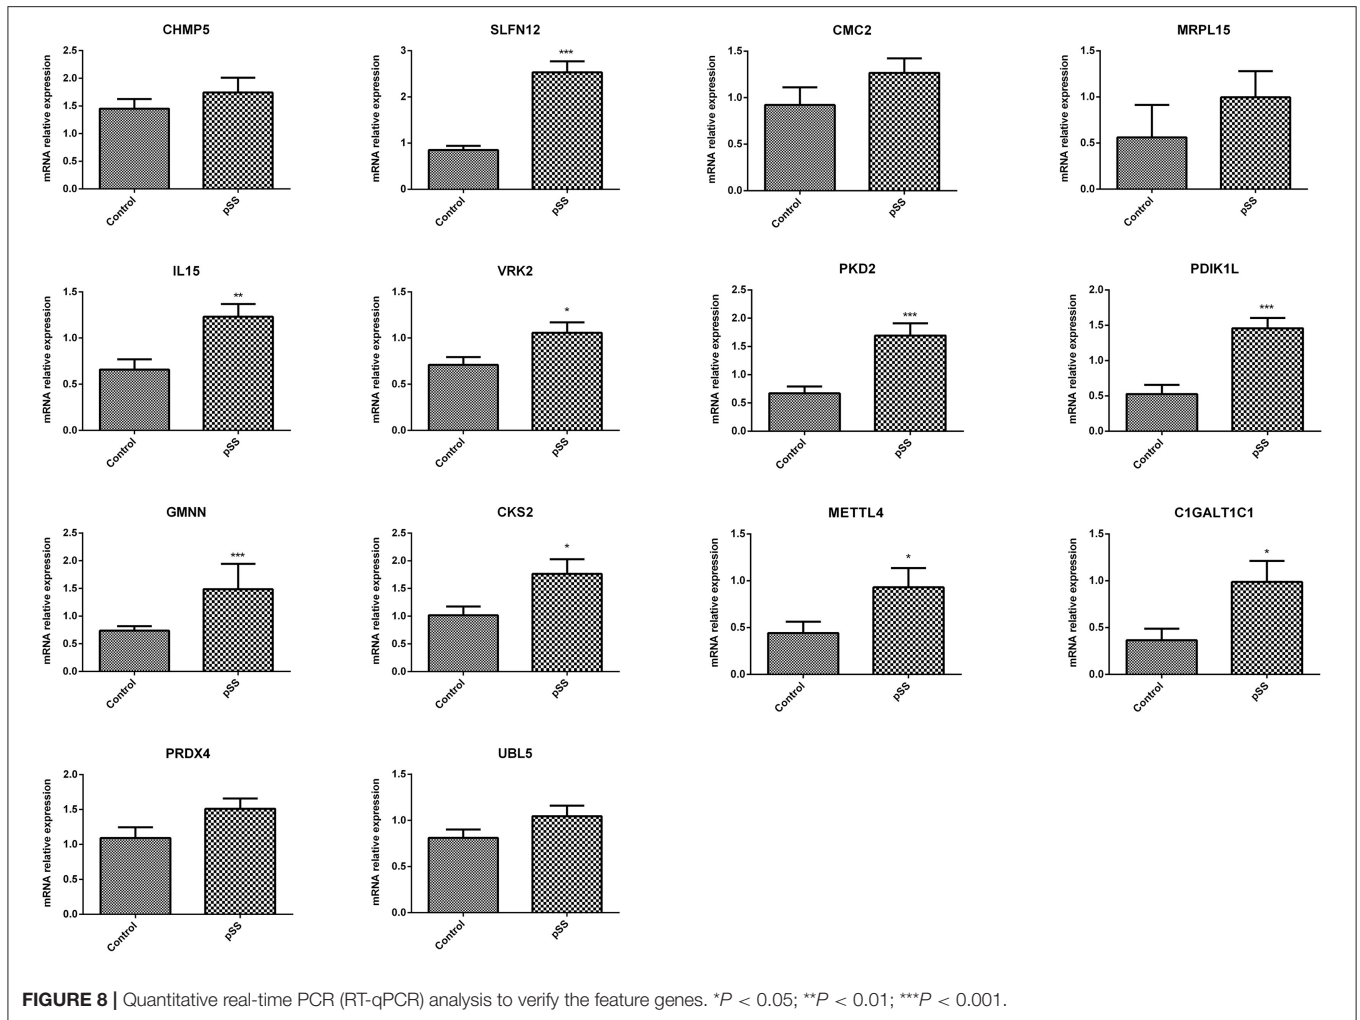 CHMP5
SLFN12
CMC2
MRPL15
mRNA relative expression
2.5
2.0
1.5
1.0
0.5
0.0
Control
pSS
mRNA relative expression
3
2
1
0
***
Control
pSS
mRNA relative expression
1.5
1.0
0.5
0.0
Control
pSS
mRNA relative expression
1.5
1.0
0.5
0.0
Control
pSS
IL15
VRK2
PKD2
PDIK1L
mRNA relative expression
1.5
1.0
0.5
0.0
**
Control
pSS
mRNA relative expression
1.5
1.0
0.5
0.0
*
Control
pSS
mRNA relative expression
2.5
2.0
1.5
1.0
0.5
0.0
***
Control
pSS
mRNA relative expression
2.0
1.5
1.0
0.5
0.0
***
Control
pSS
GMNN
CKS2
METTL4
C1GALT1C1
mRNA relative expression
2.5
2.0
1.5
1.0
0.5
0.0
***
Control
pSS
mRNA relative expression
2.5
2.0
1.5
1.0
0.5
0.0
*
Control
pSS
mRNA relative expression
1.5
1.0
0.5
0.0
*
Control
pSS
mRNA relative expression
1.5
1.0
0.5
0.0
*
Control
pSS
PRDX4
UBL5
mRNA relative expression
2.0
1.5
1.0
0.5
0.0
Control
pSS
mRNA relative expression
1.5
1.0
0.5
0.0
Control
pSS
FIGURE 8 | Quantitative real-time PCR (RT-qPCR) analysis to verify the feature genes. *P < 0.05; **P < 0.01; ***P < 0.001.